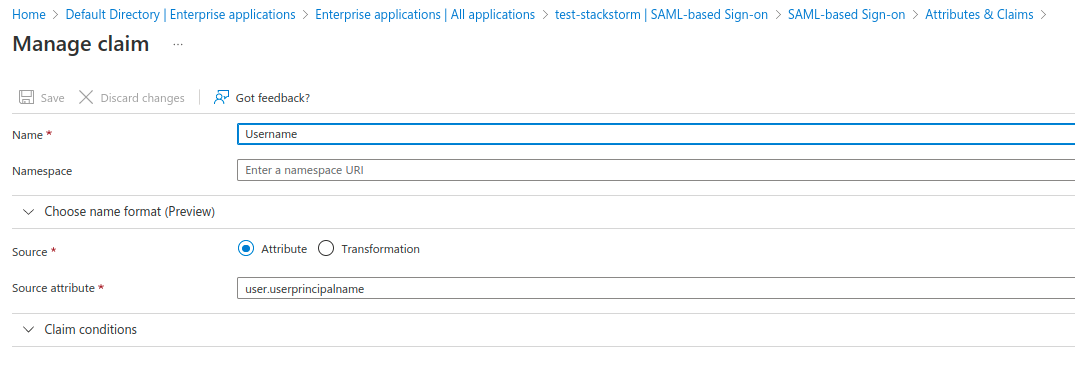 Home > Default Directory | Enterprise applications > Enterprise applications | All applications > test-stackstorm | SAML-based Sign-on > SAML-based Sign-on > Attributes & Claims >
Manage claim ...
Save Discard changes | Got feedback?
Name * Username
Namespace Enter a namespace URI
Choose name format (Preview)
Source * Attribute Transformation
Source attribute * user.userprincipalname
Claim conditions